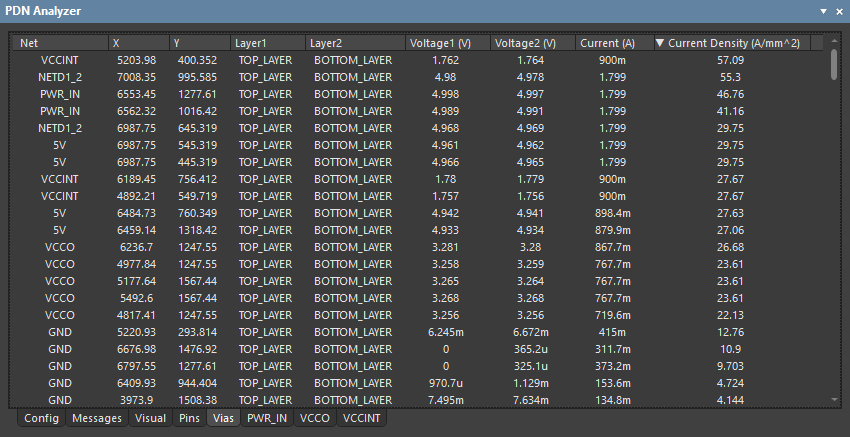 PDN Analyzer
Net X Y Layer1 Layer2 Voltage1 (V) Voltage2 (V) Current (A) Current Density (A/mm^2)
VCCINT 5203.98 400.352 TOP_LAYER BOTTOM_LAYER 1.762 1.764 900m 57.09
NETD1_2 7008.35 995.585 TOP_LAYER BOTTOM_LAYER 4.98 4.978 1.799 55.3
PWR_IN 6553.45 1277.61 TOP_LAYER BOTTOM_LAYER 4.998 4.997 1.799 46.76
PWR_IN 6562.32 1016.42 TOP_LAYER BOTTOM_LAYER 4.989 4.991 1.799 41.16
NETD1_2 6987.75 645.319 TOP_LAYER BOTTOM_LAYER 4.968 4.969 1.799 29.75
5V 6987.75 545.319 TOP_LAYER BOTTOM_LAYER 4.961 4.962 1.799 29.75
5V 6987.75 445.319 TOP_LAYER BOTTOM_LAYER 4.966 4.965 1.799 29.75
VCCINT 6189.45 756.412 TOP_LAYER BOTTOM_LAYER 1.78 1.779 900m 27.67
VCCINT 4892.21 549.719 TOP_LAYER BOTTOM_LAYER 1.757 1.756 900m 27.67
5V 6484.73 760.349 TOP_LAYER BOTTOM_LAYER 4.942 4.941 898.4m 27.63
5V 6459.14 1318.42 TOP_LAYER BOTTOM_LAYER 4.933 4.934 879.9m 27.06
VCCO 6236.7 1247.55 TOP_LAYER BOTTOM_LAYER 3.281 3.28 867.7m 26.68
VCCO 4977.84 1247.55 TOP_LAYER BOTTOM_LAYER 3.258 3.259 767.7m 23.61
VCCO 5177.64 1567.44 TOP_LAYER BOTTOM_LAYER 3.265 3.264 767.7m 23.61
VCCO 5492.6 1567.44 TOP_LAYER BOTTOM_LAYER 3.268 3.268 767.7m 23.61
VCCO 4817.41 1247.55 TOP_LAYER BOTTOM_LAYER 3.256 3.256 719.6m 22.13
GND 5220.93 293.814 TOP_LAYER BOTTOM_LAYER 6.245m 6.672m 415m 12.76
GND 6676.98 1476.92 TOP_LAYER BOTTOM_LAYER 0 365.2u 311.7m 10.9
GND 6797.55 1277.61 TOP_LAYER BOTTOM_LAYER 0 325.1u 373.2m 9.703
GND 6409.93 944.404 TOP_LAYER BOTTOM_LAYER 970.7u 1.129m 153.6m 4.724
GND 3973.9 1508.38 TOP_LAYER BOTTOM_LAYER 7.495m 7.634m 134.8m 4.144
Config Messages Visual Pins Vias PWR_IN VCCO VCCINT